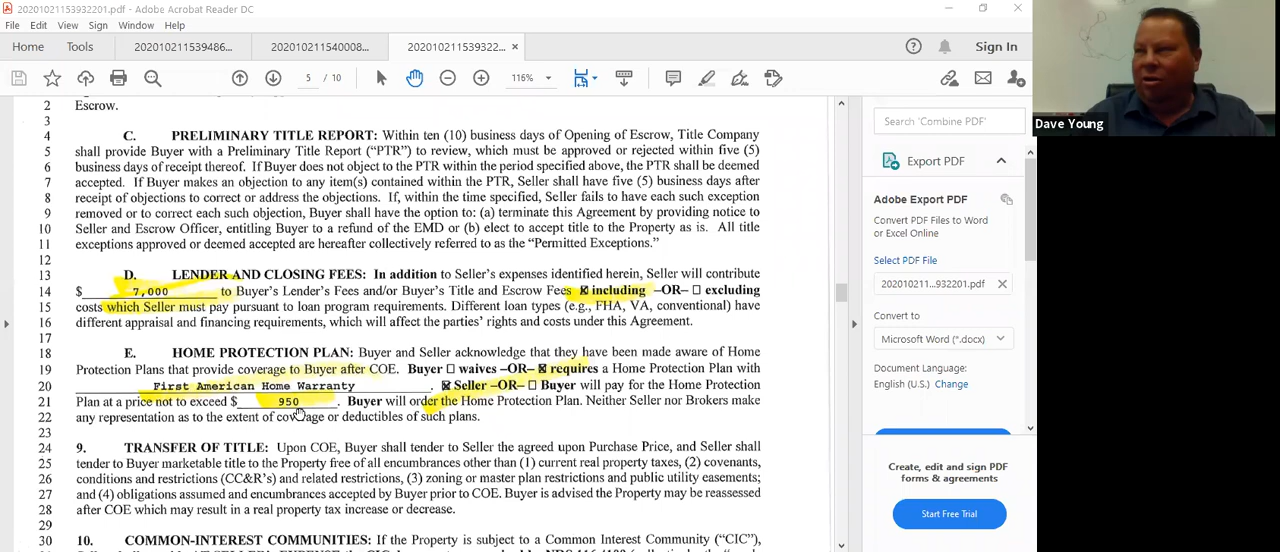 20201021153932201.pdf - Adobe Acrobat Reader DC
File Edit View Sign Window Help
Home Tools 202010211539486... 202010211540008... 202010211539322... × Sign In
5 / 10 116%
2 Escrow.
3
4 C. PRELIMINARY TITLE REPORT: Within ten (10) business days of Opening of Escrow, Title Company
5 shall provide Buyer with a Preliminary Title Report (“PTR”) to review, which must be approved or rejected within five (5)
6 business days of receipt thereof. If Buyer does not object to the PTR within the period specified above, the PTR shall be deemed
7 accepted. If Buyer makes an objection to any item(s) contained within the PTR, Seller shall have five (5) business days after
8 receipt of objections to correct or address the objections. If, within the time specified, Seller fails to have each such exception
9 removed or to correct each such objection, Buyer shall have the option to: (a) terminate this Agreement by providing notice to
10 Seller and Escrow Officer, entitling Buyer to a refund of the EMD or (b) elect to accept title to the Property as is. All title
11 exceptions approved or deemed accepted are hereafter collectively referred to as the “Permitted Exceptions.”
12
13 D. LENDER AND CLOSING FEES: In addition to Seller's expenses identified herein, Seller will contribute
14 $ 7,000 to Buyer's Lender's Fees and/or Buyer's Title and Escrow Fees ☒ including –OR– ☐ excluding
15 costs which Seller must pay pursuant to loan program requirements. Different loan types (e.g., FHA, VA, conventional) have
16 different appraisal and financing requirements, which will affect the parties' rights and costs under this Agreement.
17
18 E. HOME PROTECTION PLAN: Buyer and Seller acknowledge that they have been made aware of Home
19 Protection Plans that provide coverage to Buyer after COE. Buyer ☐ waives –OR– ☒ requires a Home Protection Plan with
20 First American Home Warranty . ☒ Seller –OR– ☐ Buyer will pay for the Home Protection
21 Plan at a price not to exceed $ 950 . Buyer will order the Home Protection Plan. Neither Seller nor Brokers make
22 any representation as to the extent of coverage or deductibles of such plans.
23
24 9. TRANSFER OF TITLE: Upon COE, Buyer shall tender to Seller the agreed upon Purchase Price, and Seller shall
25 tender to Buyer marketable title to the Property free of all encumbrances other than (1) current real property taxes, (2) covenants,
26 conditions and restrictions (CC&R's) and related restrictions, (3) zoning or master plan restrictions and public utility easements;
27 and (4) obligations assumed and encumbrances accepted by Buyer prior to COE. Buyer is advised the Property may be reassessed
28 after COE which may result in a real property tax increase or decrease.
29
30 10. COMMON-INTEREST COMMUNITIES: If the Property is subject to a Common Interest Community (“CIC”),
Search 'Combine PDF'
Export PDF
Adobe Export PDF
Convert PDF Files to Word
or Excel Online
Select PDF File
202010211...932201.pdf ×
Convert to
Microsoft Word (*.docx)
Document Language:
English (U.S.) Change
Create, edit and sign PDF
forms & agreements
Start Free Trial
Dave Young